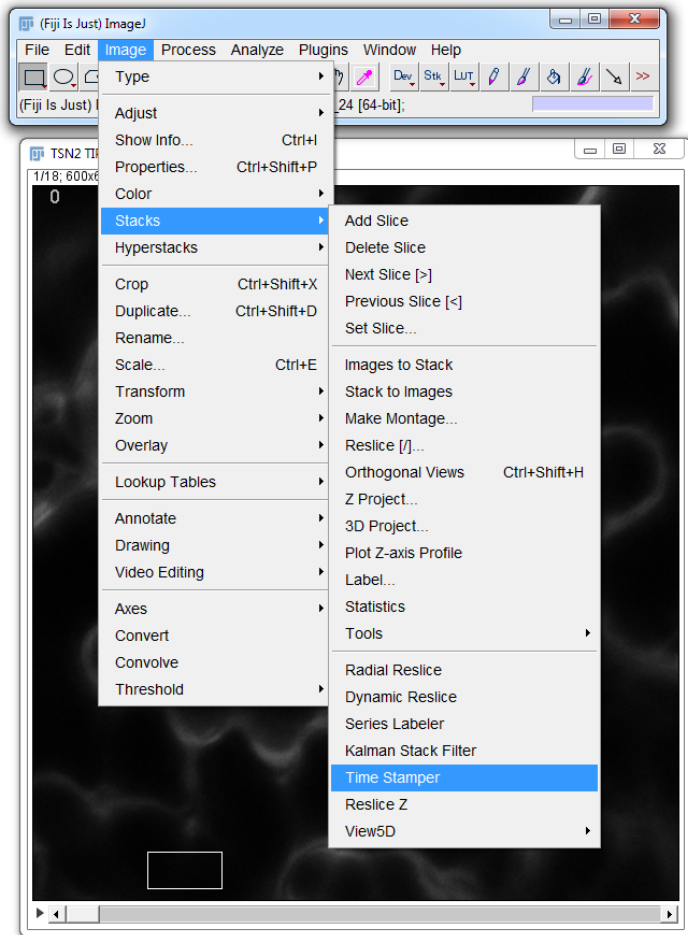 (Fiji Is Just) ImageJ
File Edit Image Process Analyze Plugins Window Help
Dev Stk LUT >>
(Fiji Is Just) _24 [64-bit];
TSN2 TI
1/18; 600x
0
Type
Adjust
Show Info... Ctrl+I
Properties... Ctrl+Shift+P
Color
Stacks
Hyperstacks
Crop Ctrl+Shift+X
Duplicate... Ctrl+Shift+D
Rename...
Scale... Ctrl+E
Transform
Zoom
Overlay
Lookup Tables
Annotate
Drawing
Video Editing
Axes
Convert
Convolve
Threshold
Add Slice
Delete Slice
Next Slice [>]
Previous Slice [<]
Set Slice...
Images to Stack
Stack to Images
Make Montage...
Reslice [/]...
Orthogonal Views Ctrl+Shift+H
Z Project...
3D Project...
Plot Z-axis Profile
Label...
Statistics
Tools
Radial Reslice
Dynamic Reslice
Series Labeler
Kalman Stack Filter
Time Stamper
Reslice Z
View5D